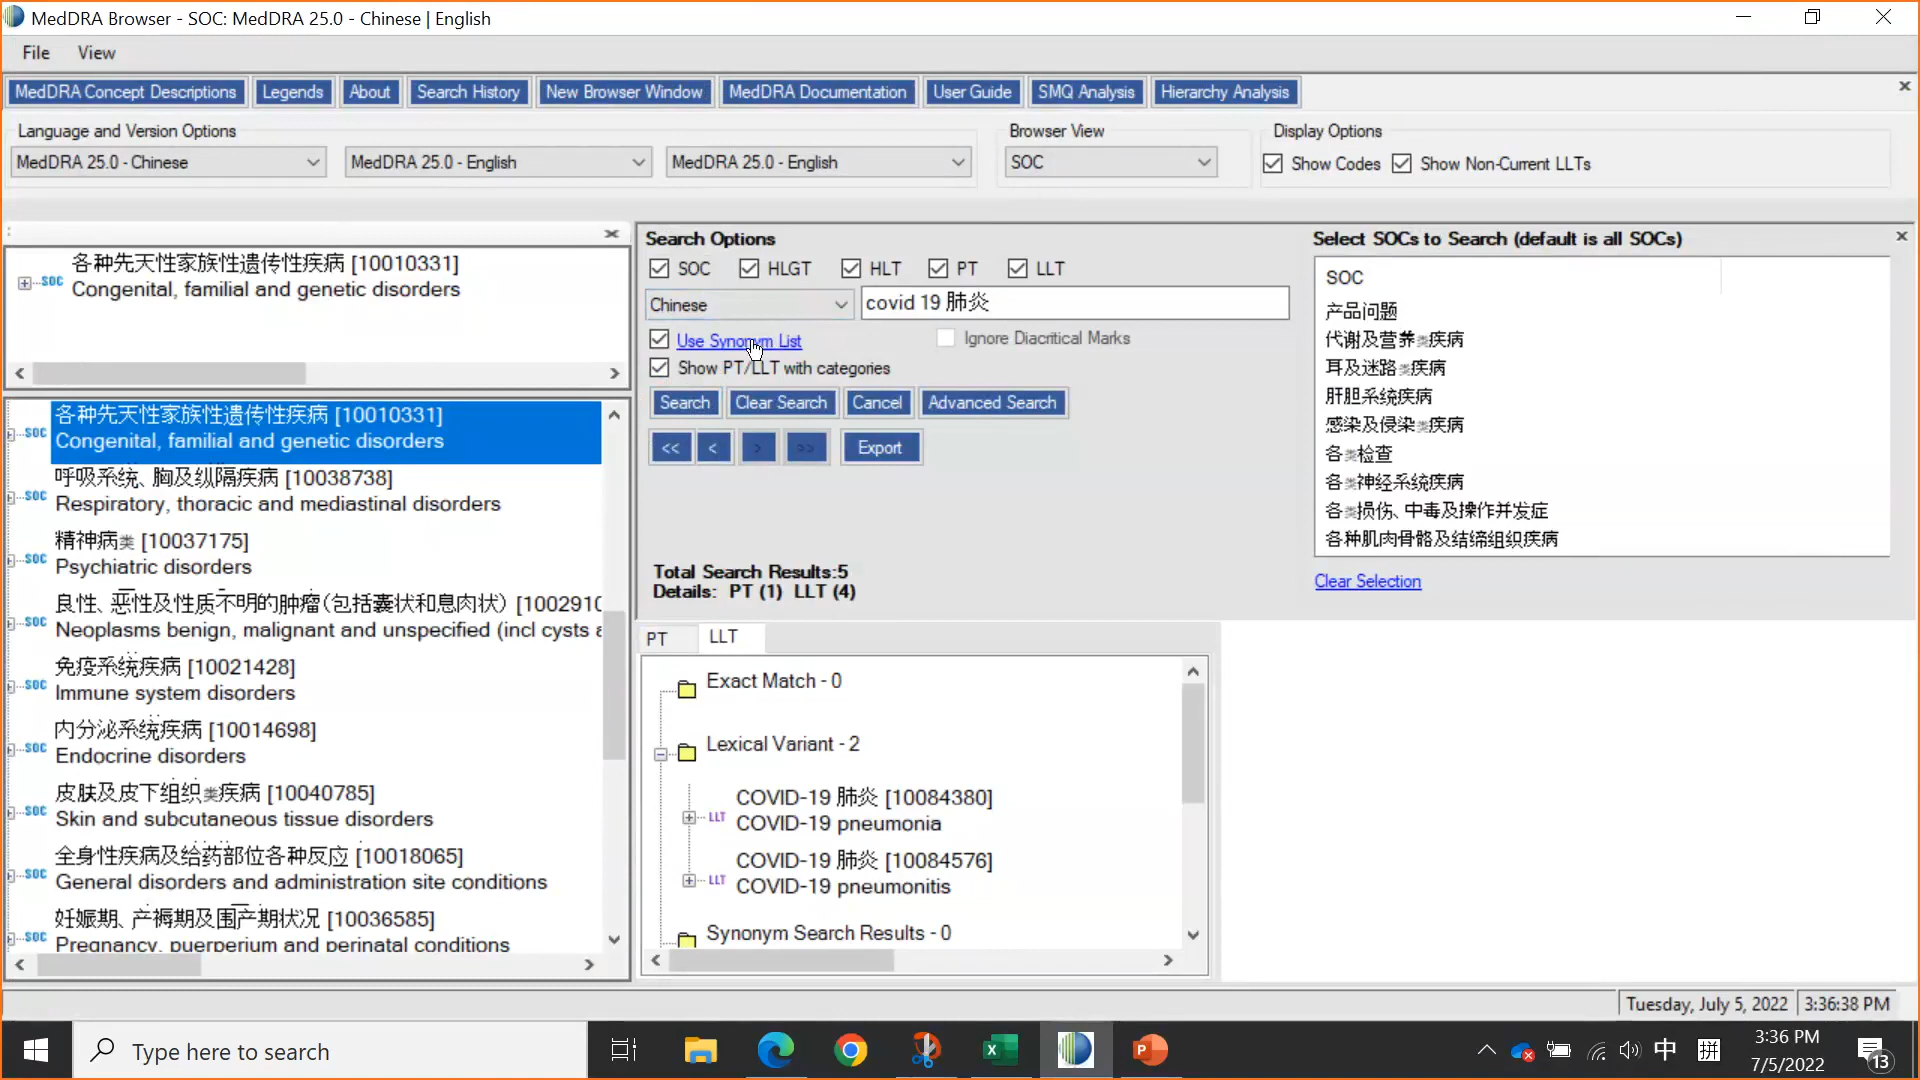 MedDRA Browser - SOC: MedDRA 25.0 - Chinese | English
File View
MedDRA Concept Descriptions Legends About Search History New Browser Window MedDRA Documentation User Guide SMQ Analysis Hierarchy Analysis
Language and Version Options Browser View Display Options
MedDRA 25.0 - Chinese MedDRA 25.0 - English MedDRA 25.0 - English SOC Show Codes Show Non-Current LLTs
SOC 各种先天性家族性遗传性疾病 [10010331]
Congenital, familial and genetic disorders
SOC 各种先天性家族性遗传性疾病 [10010331]
Congenital, familial and genetic disorders
SOC 呼吸系统、胸及纵隔疾病 [10038738]
Respiratory, thoracic and mediastinal disorders
SOC 精神病类 [10037175]
Psychiatric disorders
SOC 良性、恶性及性质不明的肿瘤(包括囊状和息肉状) [1002910
Neoplasms benign, malignant and unspecified (incl cysts a
SOC 免疫系统疾病 [10021428]
Immune system disorders
SOC 内分泌系统疾病 [10014698]
Endocrine disorders
SOC 皮肤及皮下组织类疾病 [10040785]
Skin and subcutaneous tissue disorders
SOC 全身性疾病及给药部位各种反应 [10018065]
General disorders and administration site conditions
SOC 妊娠期、产褥期及围产期状况 [10036585]
Pregnancy, puerperium and perinatal conditions
Search Options
SOC HLGT HLT PT LLT
Chinese covid 19 肺炎
Use Synonym List Ignore Diacritical Marks
Show PT/LLT with categories
Search Clear Search Cancel Advanced Search
<< < > >> Export
Total Search Results:5
Details: PT (1) LLT (4)
Select SOCs to Search (default is all SOCs)
SOC
产品问题
代谢及营养类疾病
耳及迷路类疾病
肝胆系统疾病
感染及侵染类疾病
各类检查
各类神经系统疾病
各类损伤、中毒及操作并发症
各种肌肉骨骼及结缔组织疾病
Clear Selection
PT LLT
Exact Match - 0
Lexical Variant - 2
LLT COVID-19 肺炎 [10084380]
COVID-19 pneumonia
LLT COVID-19 肺炎 [10084576]
COVID-19 pneumonitis
Synonym Search Results - 0
Tuesday, July 5, 2022 3:36:38 PM
Type here to search
中 拼 3:36 PM
7/5/2022 13